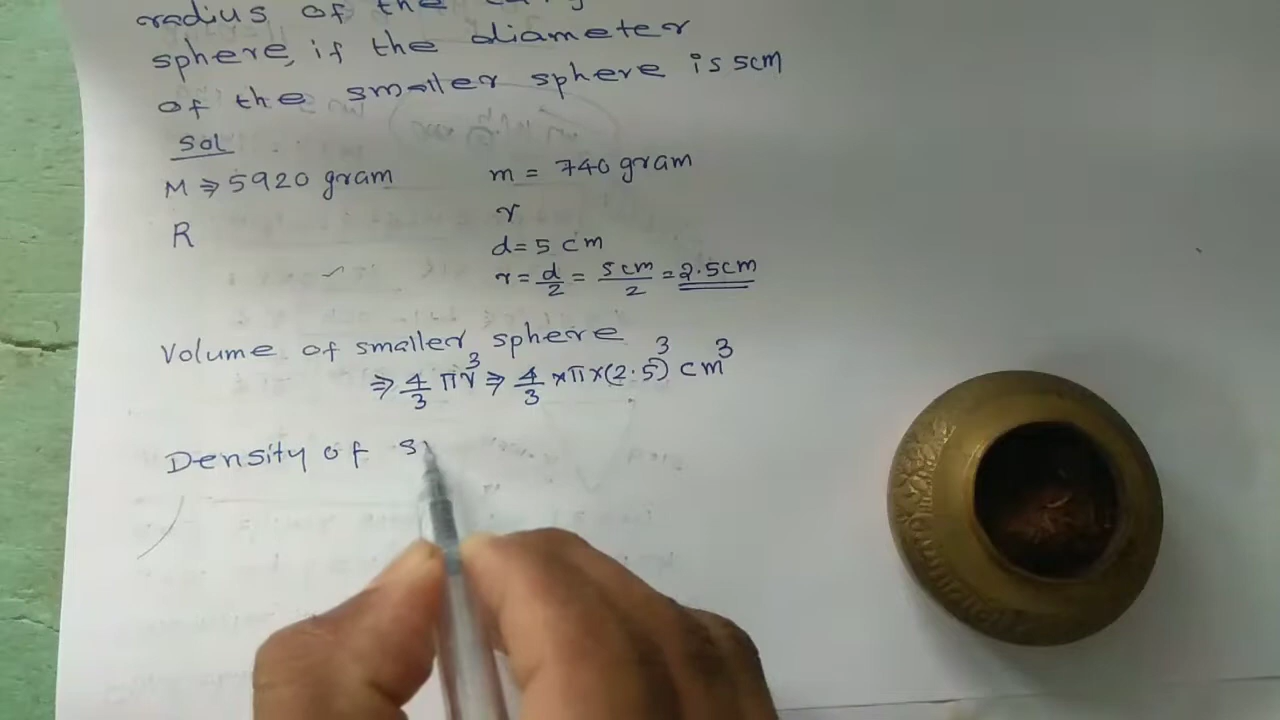 radius of the
sphere, if the diameter
of the smaller sphere is 5cm
Sol
M ⇒ 5920 gram m = 740 gram
R r
d = 5 cm
r = d/2 = 5cm/2 = 2.5cm
Volume of smaller sphere
⇒ 4/3 πr³ ⇒ 4/3 × π × (2.5)³ cm³
Density of s